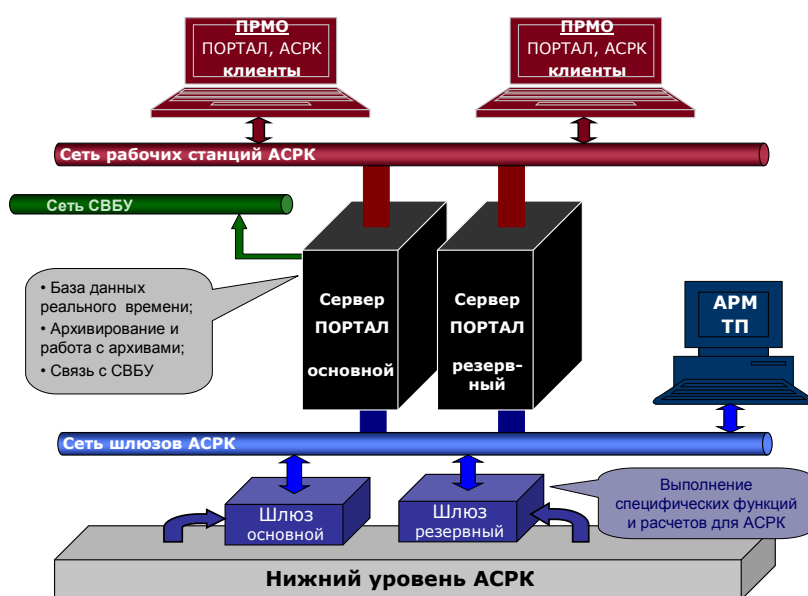 ПРМО
ПОРТАЛ, АСРК
клиенты
ПРМО
ПОРТАЛ, АСРК
клиенты
Сеть рабочих станций АСРК
Сеть СВБУ
• База данных
реального времени;
• Архивирование и
работа с архивами;
• Связь с СВБУ
Сервер
ПОРТАЛ
основной
Сервер
ПОРТАЛ
резерв-
ный
АРМ
ТП
Сеть шлюзов АСРК
Шлюз
основной
Шлюз
резервный
Выполнение
специфических функций
и расчетов для АСРК
Нижний уровень АСРК